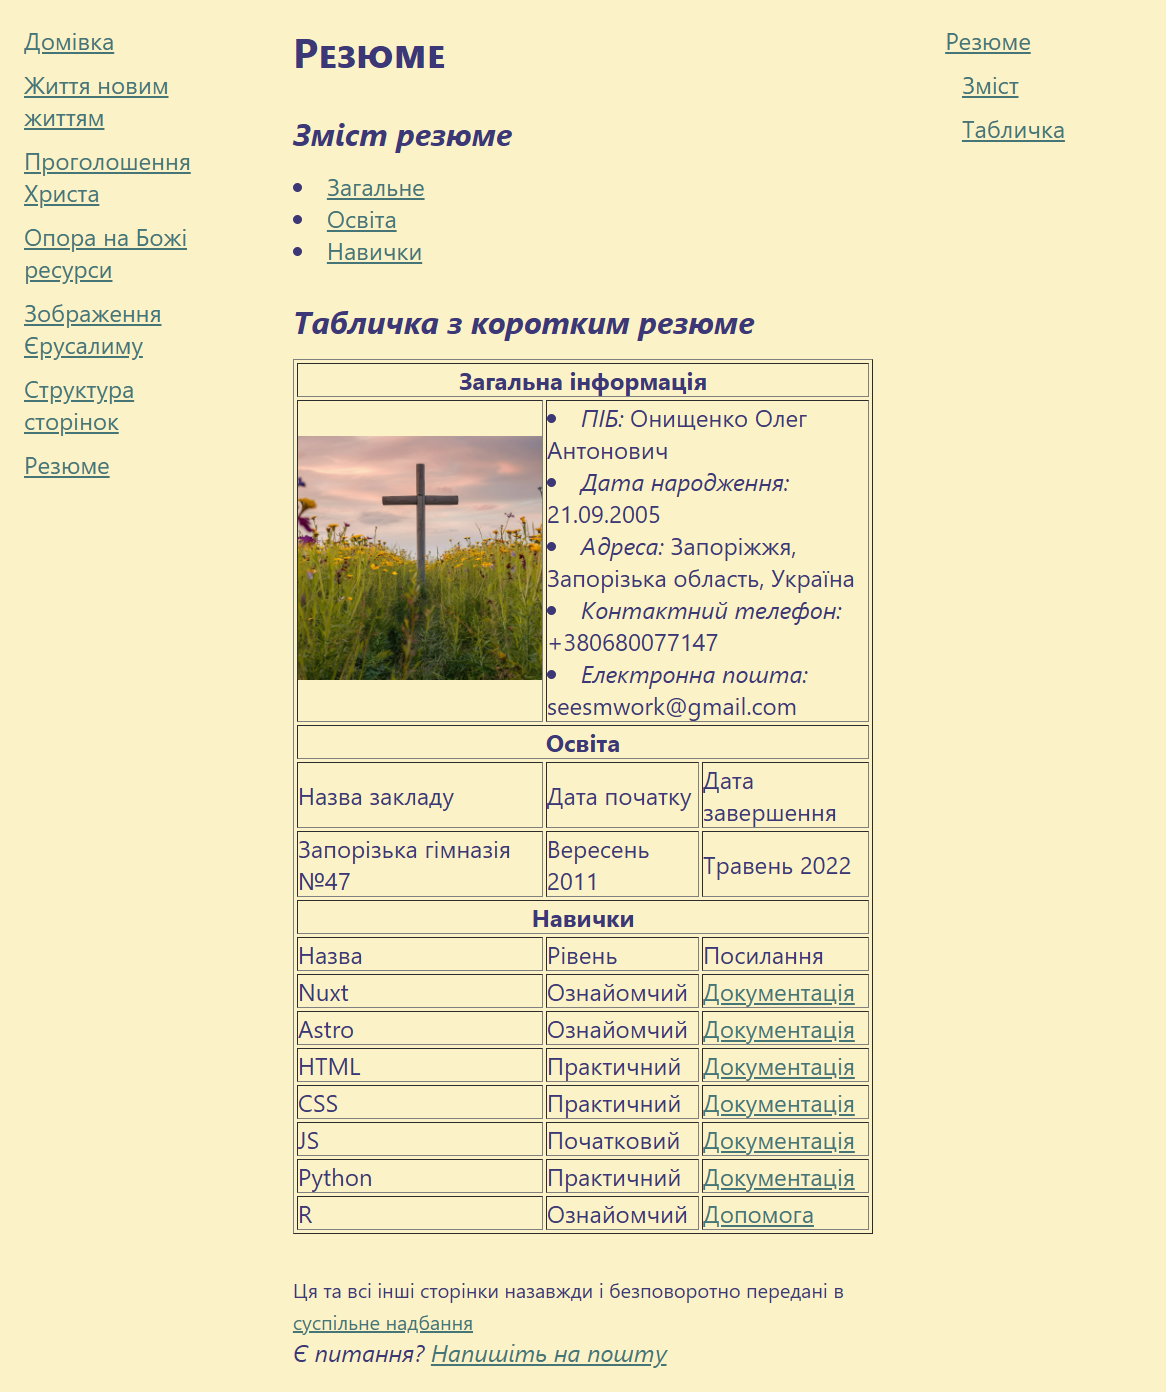 Домівка
Життя новим
життям
Проголошення
Христа
Опора на Божі
ресурси
Зображення
Єрусалиму
Структура
сторінок
Резюме
Резюме
Зміст резюме
Загальне
Освіта
Навички
Табличка з коротким резюме
Загальна інформація
ПІБ: Онищенко Олег
Антонович
Дата народження:
21.09.2005
Адреса: Запоріжжя,
Запорізька область, Україна
Контактний телефон:
+380680077147
Електронна пошта:
seesmwork@gmail.com
Освіта
Назва закладу
Дата початку
Дата
завершення
Запорізька гімназія
№47
Вересень
2011
Травень 2022
Навички
Назва Рівень Посилання
Nuxt Ознайомчий Документація
Astro Ознайомчий Документація
HTML Практичний Документація
CSS Практичний Документація
JS Початковий Документація
Python Практичний Документація
R Ознайомчий Допомога
Ця та всі інші сторінки назавжди і безповоротно передані в
суспільне надбання
Є питання? Напишіть на пошту
Резюме
Зміст
Табличка